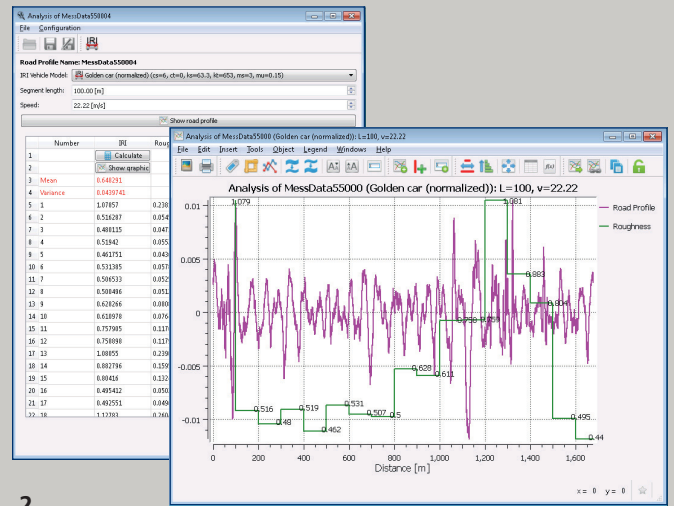 Analysis of MessData550004
File Configuration
Road Profile Name: MessData550004
IRI Vehicle Model: Golden car (normalized) (cs=6, ct=0, ks=63.3, kt=653, ms=3, mu=0.15)
Segment length: 100.00 [m]
Speed: 22.22 [m/s]
Show road profile
Number IRI
1 Calculate
2 Show graphic
3 Mean 0.648291
4 Variance 0.0439741
5 1 1.07857
6 2 0.516287
7 3 0.480115
8 4 0.51942
9 5 0.461751
10 6 0.531305
11 7 0.506533
12 8 0.500406
13 9 0.628266
14 10 0.610978
15 11 0.757905
16 12 0.758098
17 13 1.08055
18 14 0.882796
19 15 0.80416
20 16 0.495412
21 17 0.492551
22 18 1.12783
Analysis of MessData55000 (Golden car (normalized)): L=100, v=22.22
File Edit Insert Tools Object Legend Windows Help
Analysis of MessData55000 (Golden car (normalized)): L=100, v=22.22
Road Profile
Roughness
0.01
0.005
0
-0.005
-0.01
1.079
0.516
0.48
0.519
0.462
0.531
0.507
0.5
0.628
0.611
0.758
1.081
0.883
0.804
0.495
0.44
0 200 400 600 800 1,000 1,200 1,400 1,600
Distance [m]
x = 0 y = 0
2